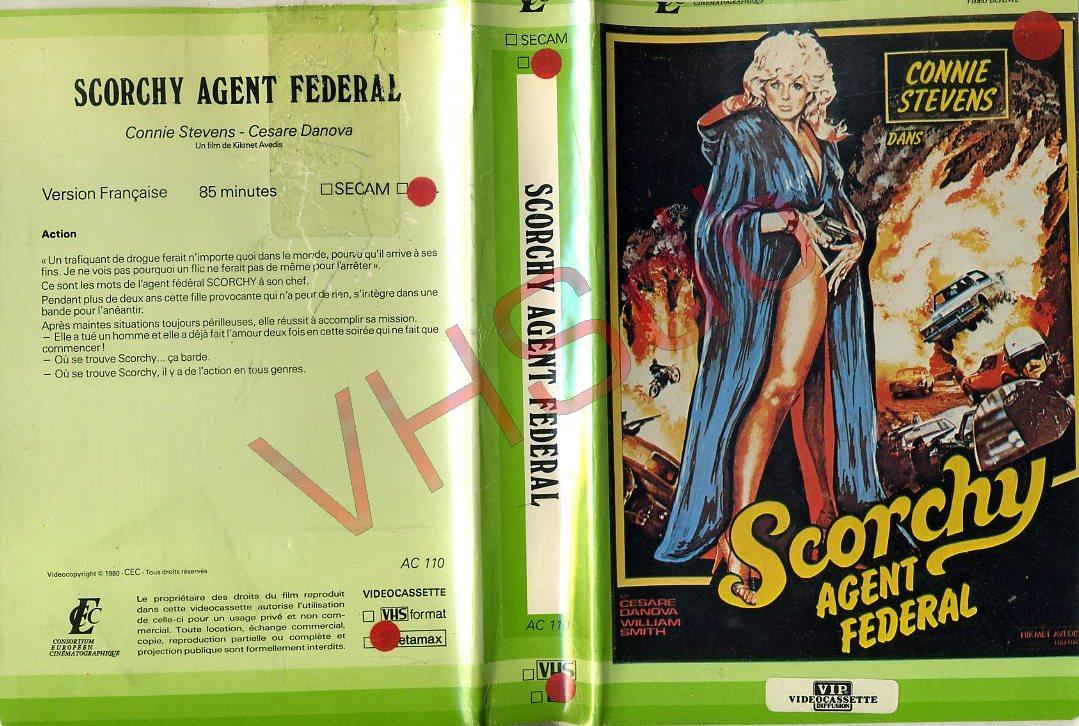 SCORCHY AGENT FEDERAL
Connie Stevens - Cesare Danova
Un film de Kikmet Avedis
Version Française 85 minutes □SECAM □
Action
« Un trafiquant de drogue ferait n'importe quoi dans le monde, pourvu qu'il arrive à ses
fins. Je ne vois pas pourquoi un flic ne ferait pas de même pour l'arrêter».
Ce sont les mots de l'agent fédéral SCORCHY à son chef.
Pendant plus de deux ans cette fille provocante qui n'a peur de rien, s'intègre dans une
bande pour l'anéantir.
Après maintes situations toujours périlleuses, elle réussit à accomplir sa mission.
— Elle a tué un homme et elle a déjà fait l'amour deux fois en cette soirée qui ne fait que
commencer !
— Où se trouve Scorchy... ça barde.
— Où se trouve Scorchy, il y a de l'action en tous genres.
AC 110
Videocopyright © 1980 - CEC - Tous droits réservés
CEC
CONSORTIUM
EUROPÉEN
CINÉMATOGRAPHIQUE
Le propriétaire des droits du film reproduit
dans cette videocassette autorise l'utilisation
de celle-ci pour un usage privé et non com-
mercial. Toute location, échange commercial,
copie, reproduction partielle ou complète et
projection publique sont formellement interdits.
VIDEOCASSETTE
□ VHS format
□ etamax
□ SECAM
SCORCHY AGENT FEDERAL
AC 110
□ VHS
CINÉMATOGRAPHIQUE
VIDEO DETENTE
CONNIE
STEVENS
DANS
Scorchy
AGENT
FEDERAL
CESARE
DANOVA
WILLIAM
SMITH
HIKMET AVEDIS
V.I.P.
VIDEOCASSETTE
DIFFUSION
VHSdb